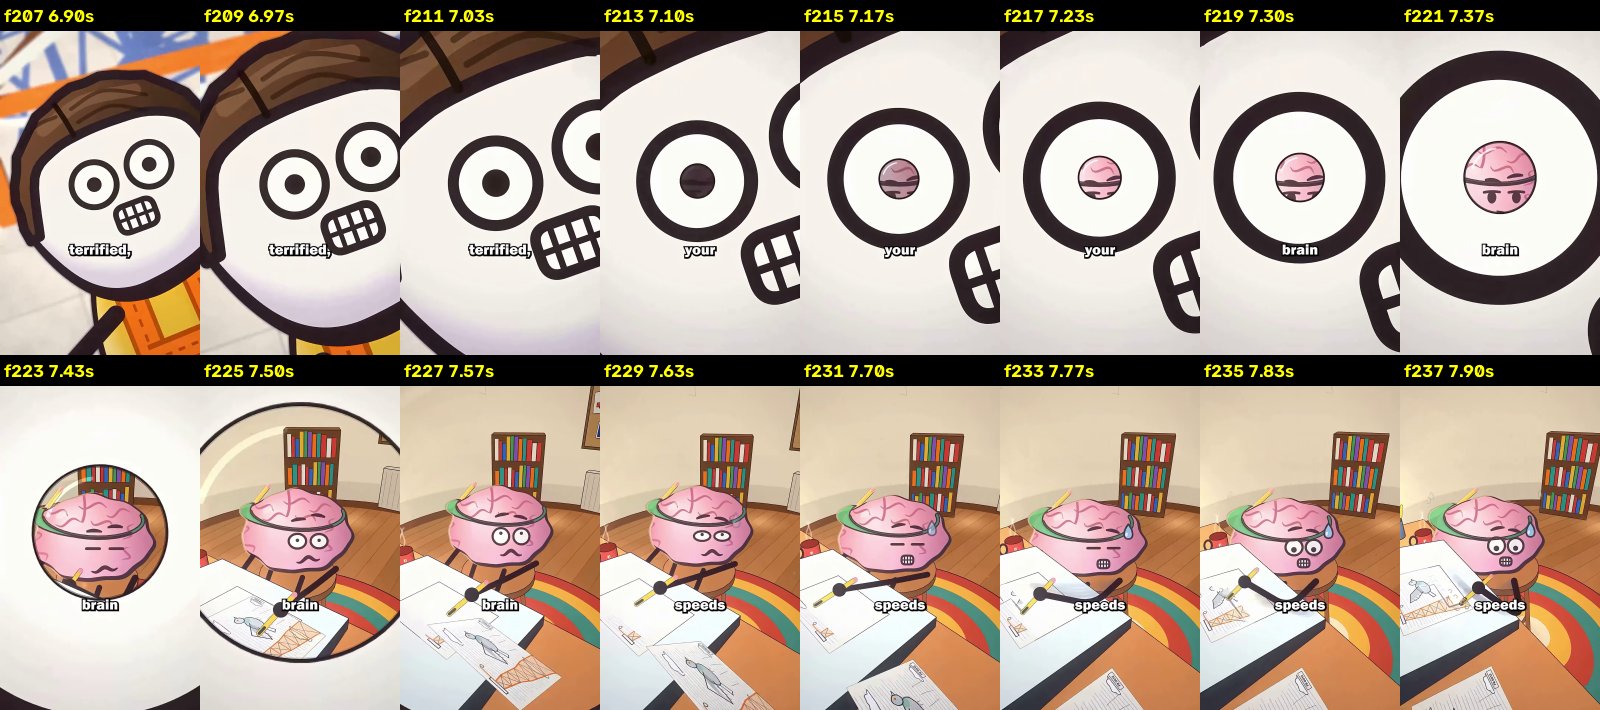 f207 6.90s f209 6.97s f211 7.03s f213 7.10s f215 7.17s f217 7.23s f219 7.30s f221 7.37s
terrified, terrified, terrified, your your your brain brain
f223 7.43s f225 7.50s f227 7.57s f229 7.63s f231 7.70s f233 7.77s f235 7.83s f237 7.90s
brain brain brain speeds speeds speeds speeds speeds